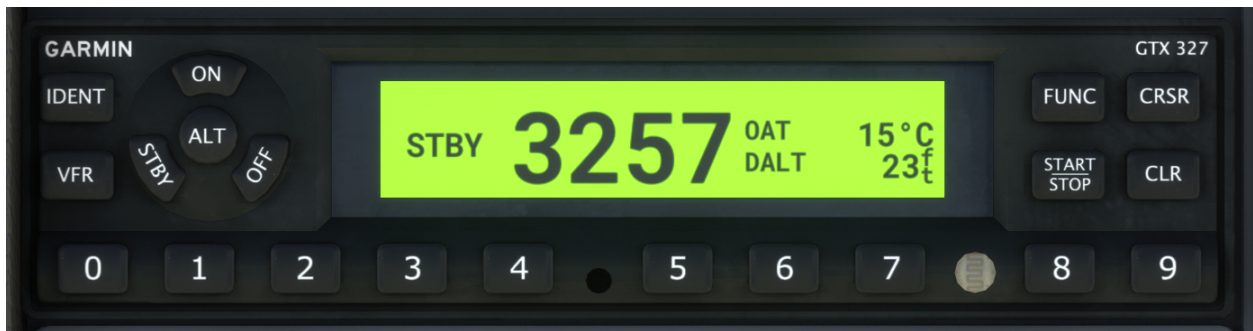 GARMIN
GTX 327
IDENT
ON
ALT
STBY
OFF
VFR
STBY 3257 OAT 15°C
DALT 23ft
FUNC CRSR
START
STOP
CLR
0 1 2 3 4 5 6 7 8 9